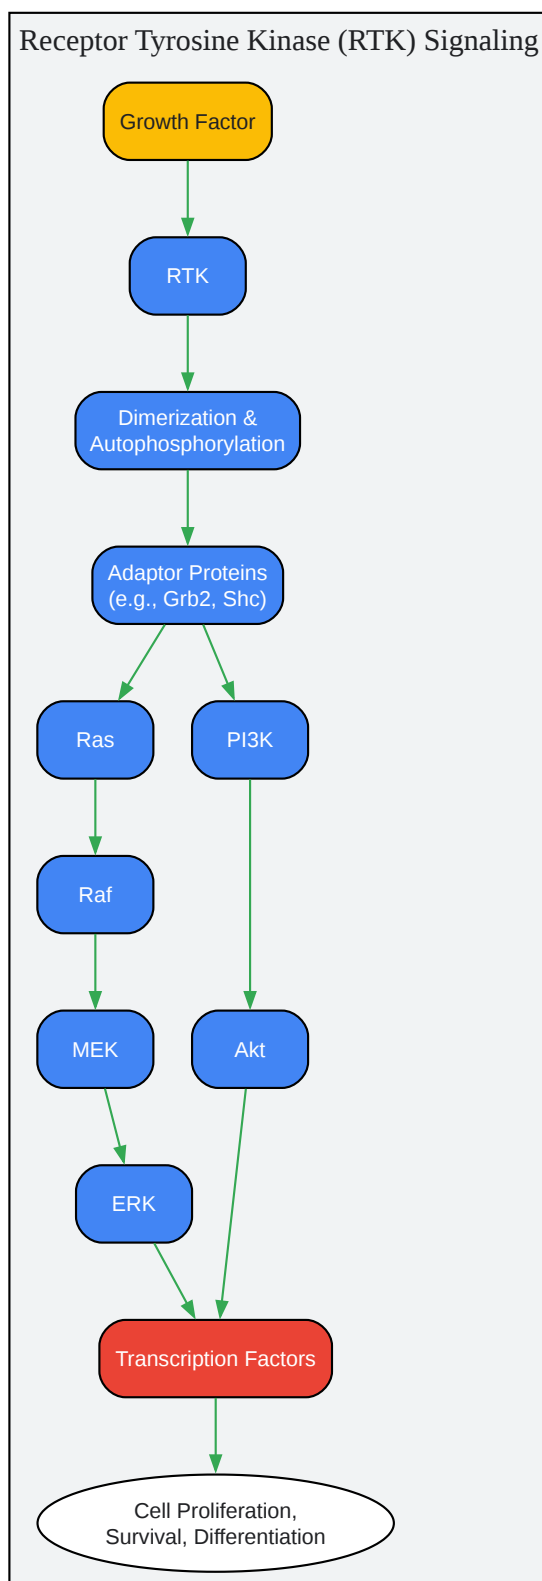 Receptor Tyrosine Kinase (RTK) Signaling
Growth Factor
RTK
Dimerization &
Autophosphorylation
Adaptor Proteins
(e.g., Grb2, Shc)
Ras
PI3K
Raf
MEK
Akt
ERK
Transcription Factors
Cell Proliferation,
Survival, Differentiation